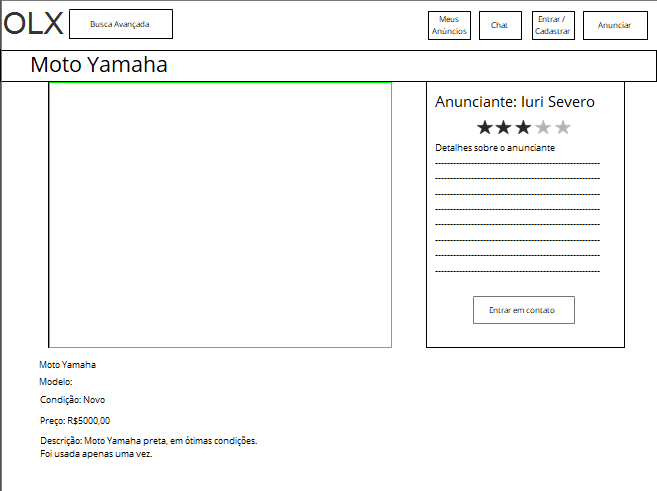 OLX
Busca Avançada
Meus
Anúncios
Chat
Entrar /
Cadastrar
Anunciar
Moto Yamaha
Anunciante: Iuri Severo
Detalhes sobre o anunciante
Entrar em contato
Moto Yamaha
Modelo:
Condição: Novo
Preço: R$5000,00
Descrição: Moto Yamaha preta, em ótimas condições.
Foi usada apenas uma vez.